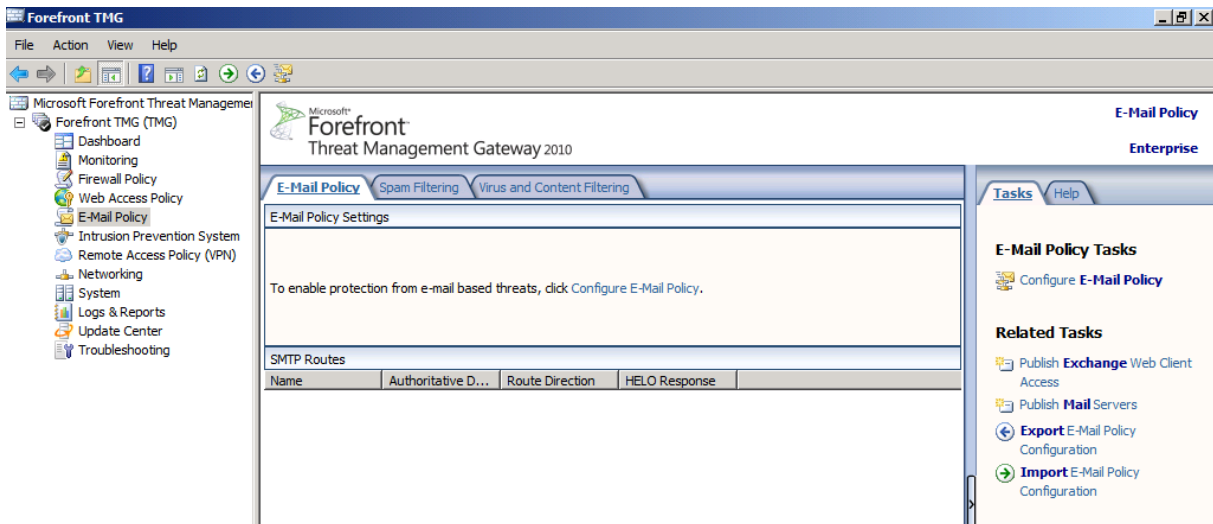 Forefront TMG
File Action View Help
Microsoft Forefront Threat Managemer
Forefront TMG (TMG)
Dashboard
Monitoring
Firewall Policy
Web Access Policy
E-Mail Policy
Intrusion Prevention System
Remote Access Policy (VPN)
Networking
System
Logs & Reports
Update Center
Troubleshooting
Microsoft
Forefront
Threat Management Gateway 2010
E-Mail Policy
Enterprise
E-Mail Policy Spam Filtering Virus and Content Filtering
E-Mail Policy Settings
To enable protection from e-mail based threats, click Configure E-Mail Policy.
SMTP Routes
Name Authoritative D... Route Direction HELO Response
Tasks Help
E-Mail Policy Tasks
Configure E-Mail Policy
Related Tasks
Publish Exchange Web Client
Access
Publish Mail Servers
Export E-Mail Policy
Configuration
Import E-Mail Policy
Configuration